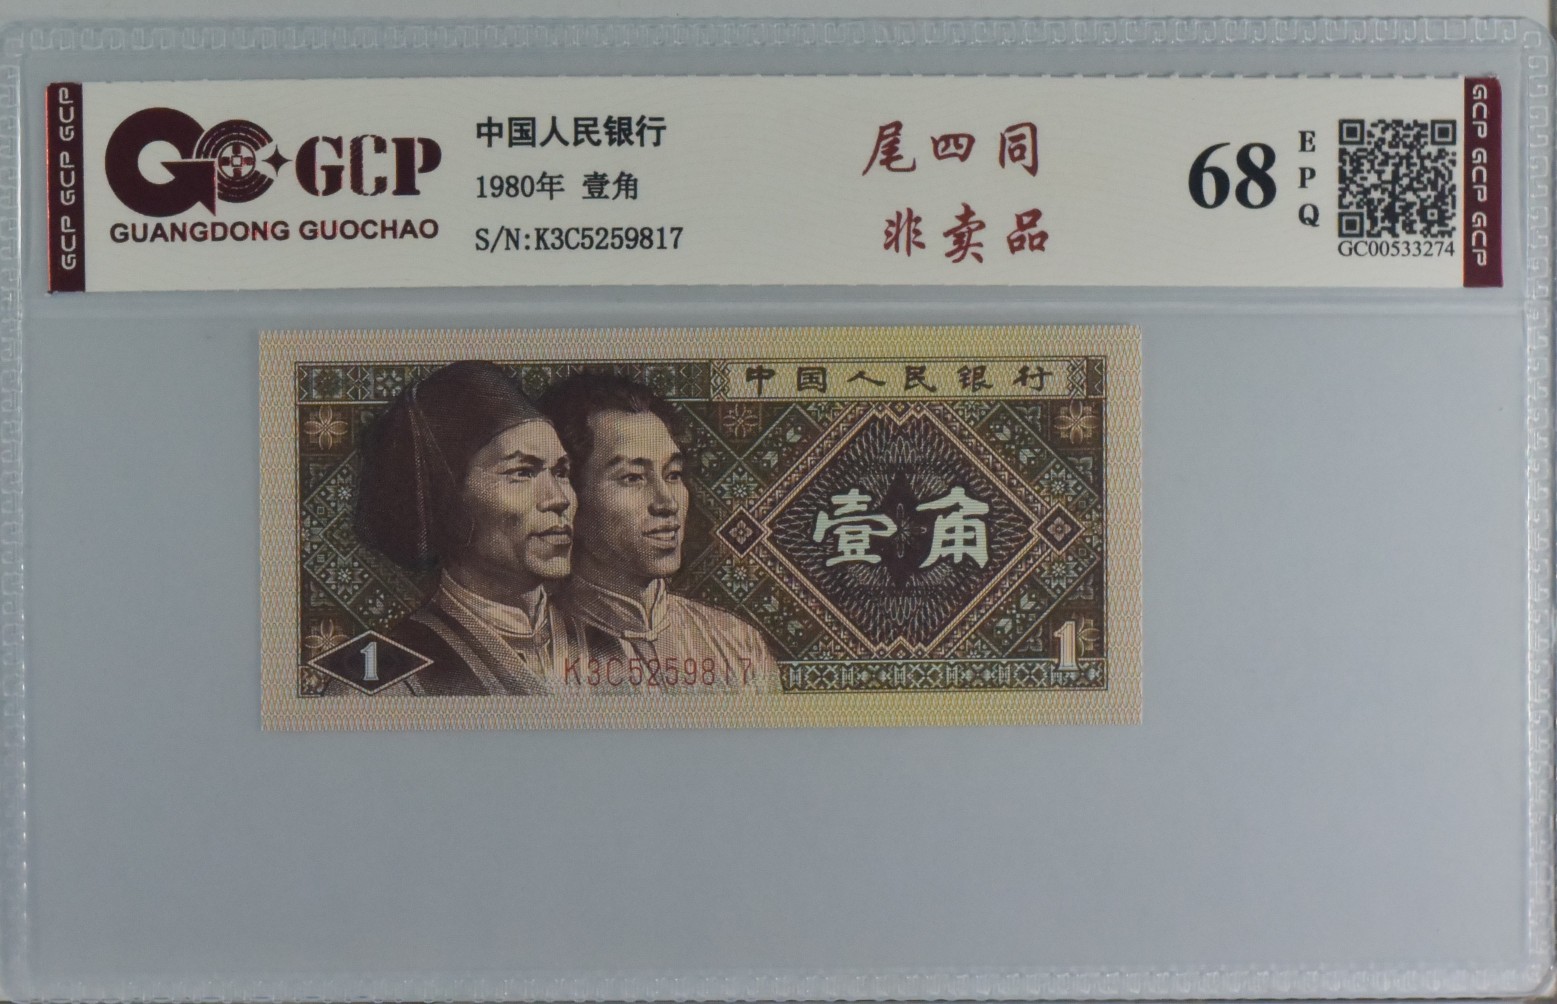 GCP GCP GCP
GCP
GUANGDONG GUOCHAO
中国人民银行
1980年 壹角
S/N:K3C5259817
尾四同
非卖品
68
E
P
Q
GC00533274
GCP GCP GCP
中国人民银行
壹角
1
K3C5259817
1